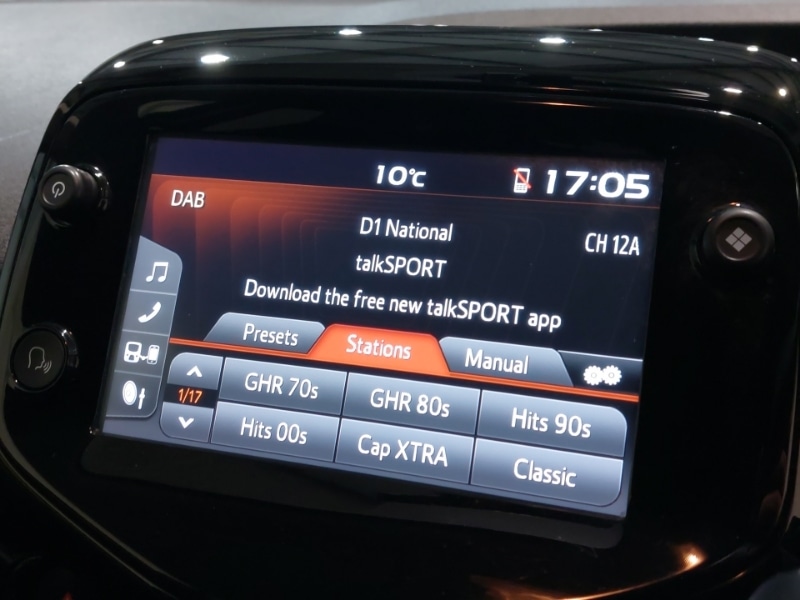 10℃ 17:05
DAB
D1 National
CH 12A
talkSPORT
Download the free new talkSPORT app
Presets Stations Manual
1/17
GHR 70s GHR 80s Hits 90s
Hits 00s Cap XTRA Classic